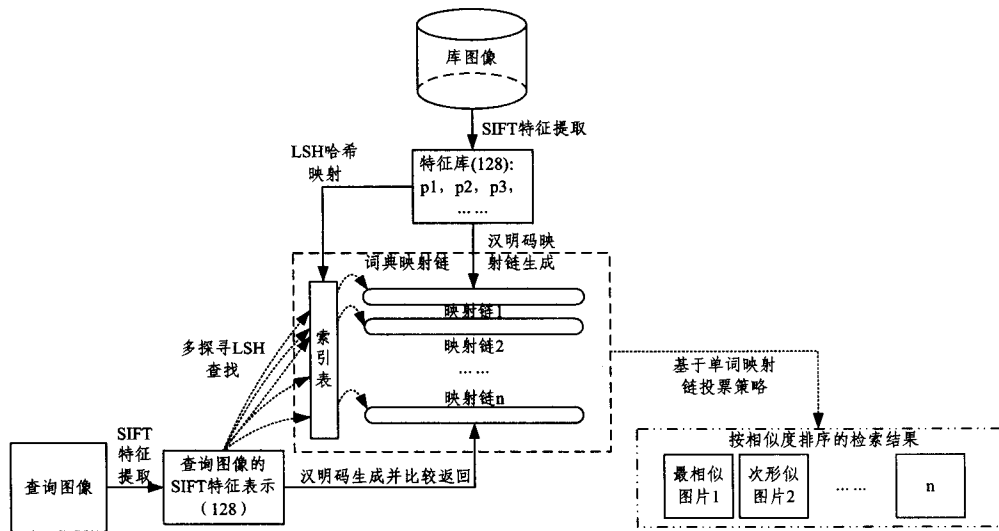 库图像
SIFT特征提取
LSH哈希
映射
特征库(128):
p1, p2, p3,
……
汉明码映
射链生成
词典映射链
索引表
映射链1
映射链2
……
映射链n
多探寻LSH
查找
基于单词映射
链投票策略
SIFT
特征
提取
查询图像
查询图像的
SIFT特征表示
（128）
汉明码生成并比较返回
按相似度排序的检索结果
最相似
图片1
次形似
图片2
……
n